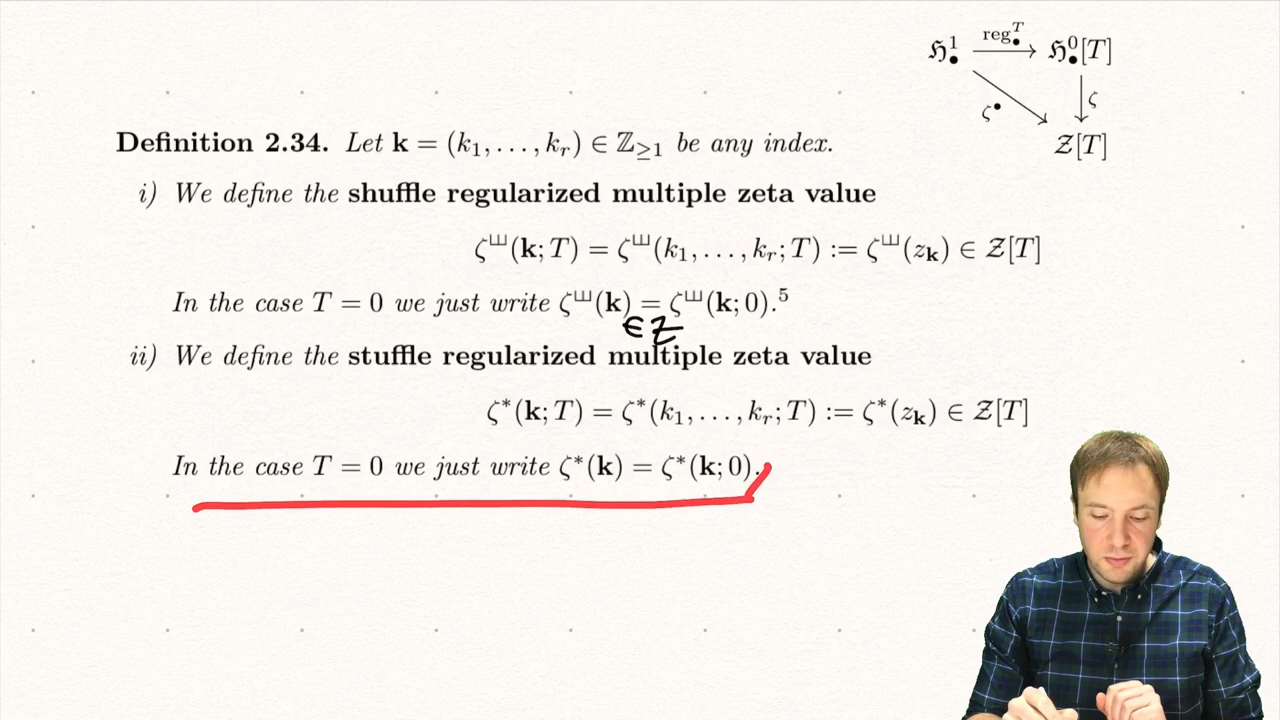 𝔥¹• reg•ᵀ 𝔥⁰•[T]
ζ• ζ
𝒵[T]
Definition 2.34. Let k = (k₁, …, kᵣ) ∈ ℤ≥₁ be any index.
i) We define the shuffle regularized multiple zeta value
ζ^ш(k; T) = ζ^ш(k₁, …, kᵣ; T) := ζ^ш(z_k) ∈ 𝒵[T]
In the case T = 0 we just write ζ^ш(k) = ζ^ш(k; 0).⁵
∈ 𝒵
ii) We define the stuffle regularized multiple zeta value
ζ*(k; T) = ζ*(k₁, …, kᵣ; T) := ζ*(z_k) ∈ 𝒵[T]
In the case T = 0 we just write ζ*(k) = ζ*(k; 0).